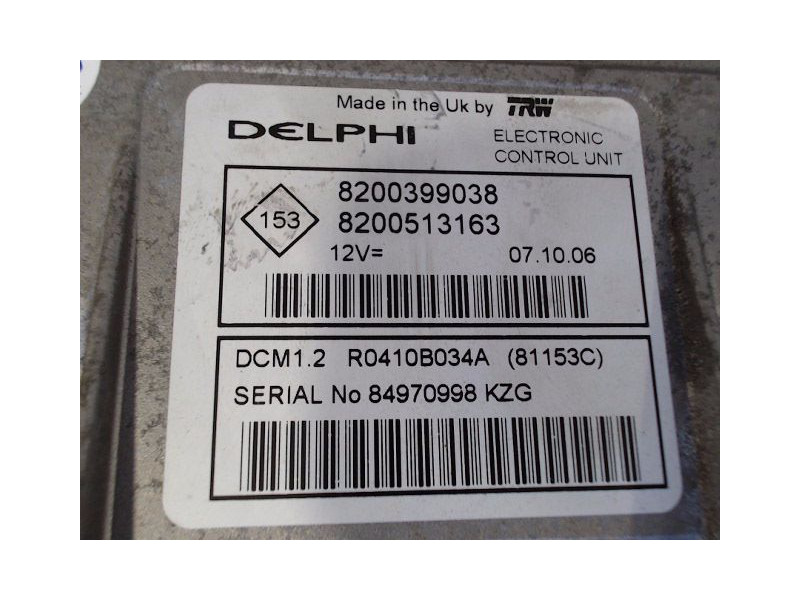 Made in the Uk by TRW
DELPHI
ELECTRONIC
CONTROL UNIT
153
8200399038
8200513163
12V=
07.10.06
DCM1.2 R0410B034A (81153C)
SERIAL No 84970998 KZG